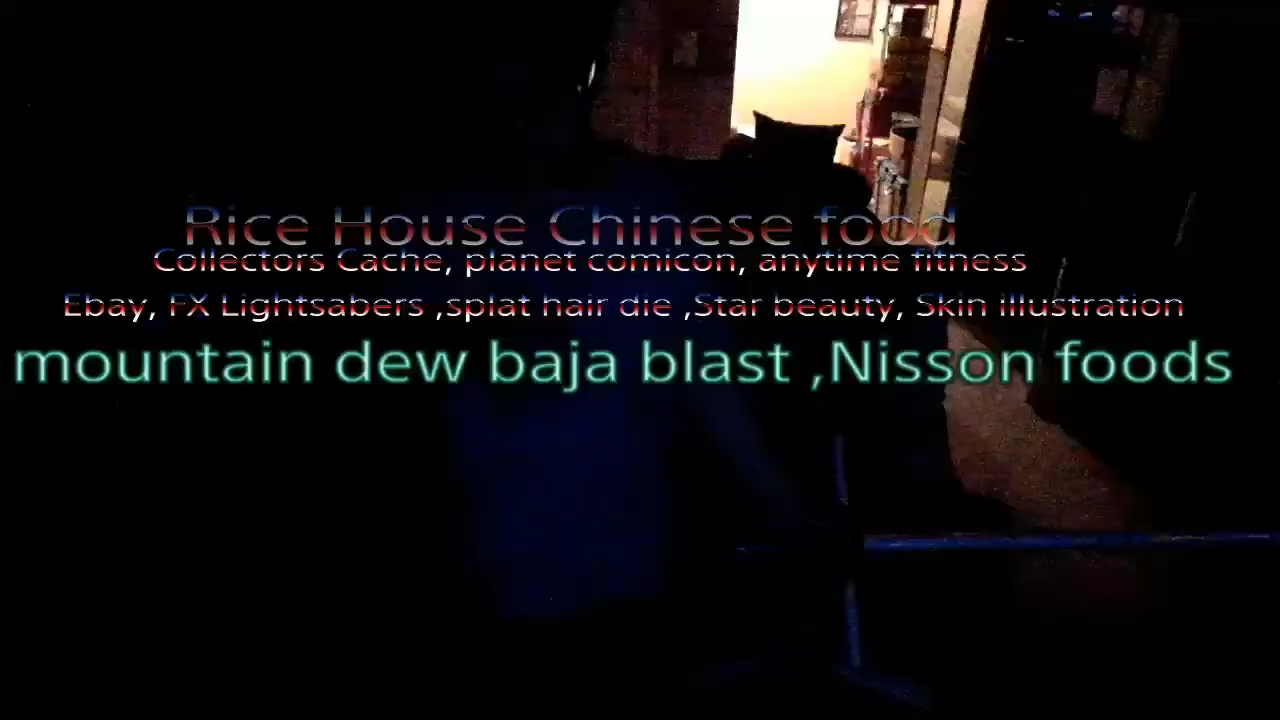 Rice House Chinese food
Collectors Cache, planet comicon, anytime fitness
Ebay, FX Lightsabers ,splat hair die ,Star beauty, Skin illustration
mountain dew baja blast ,Nisson foods